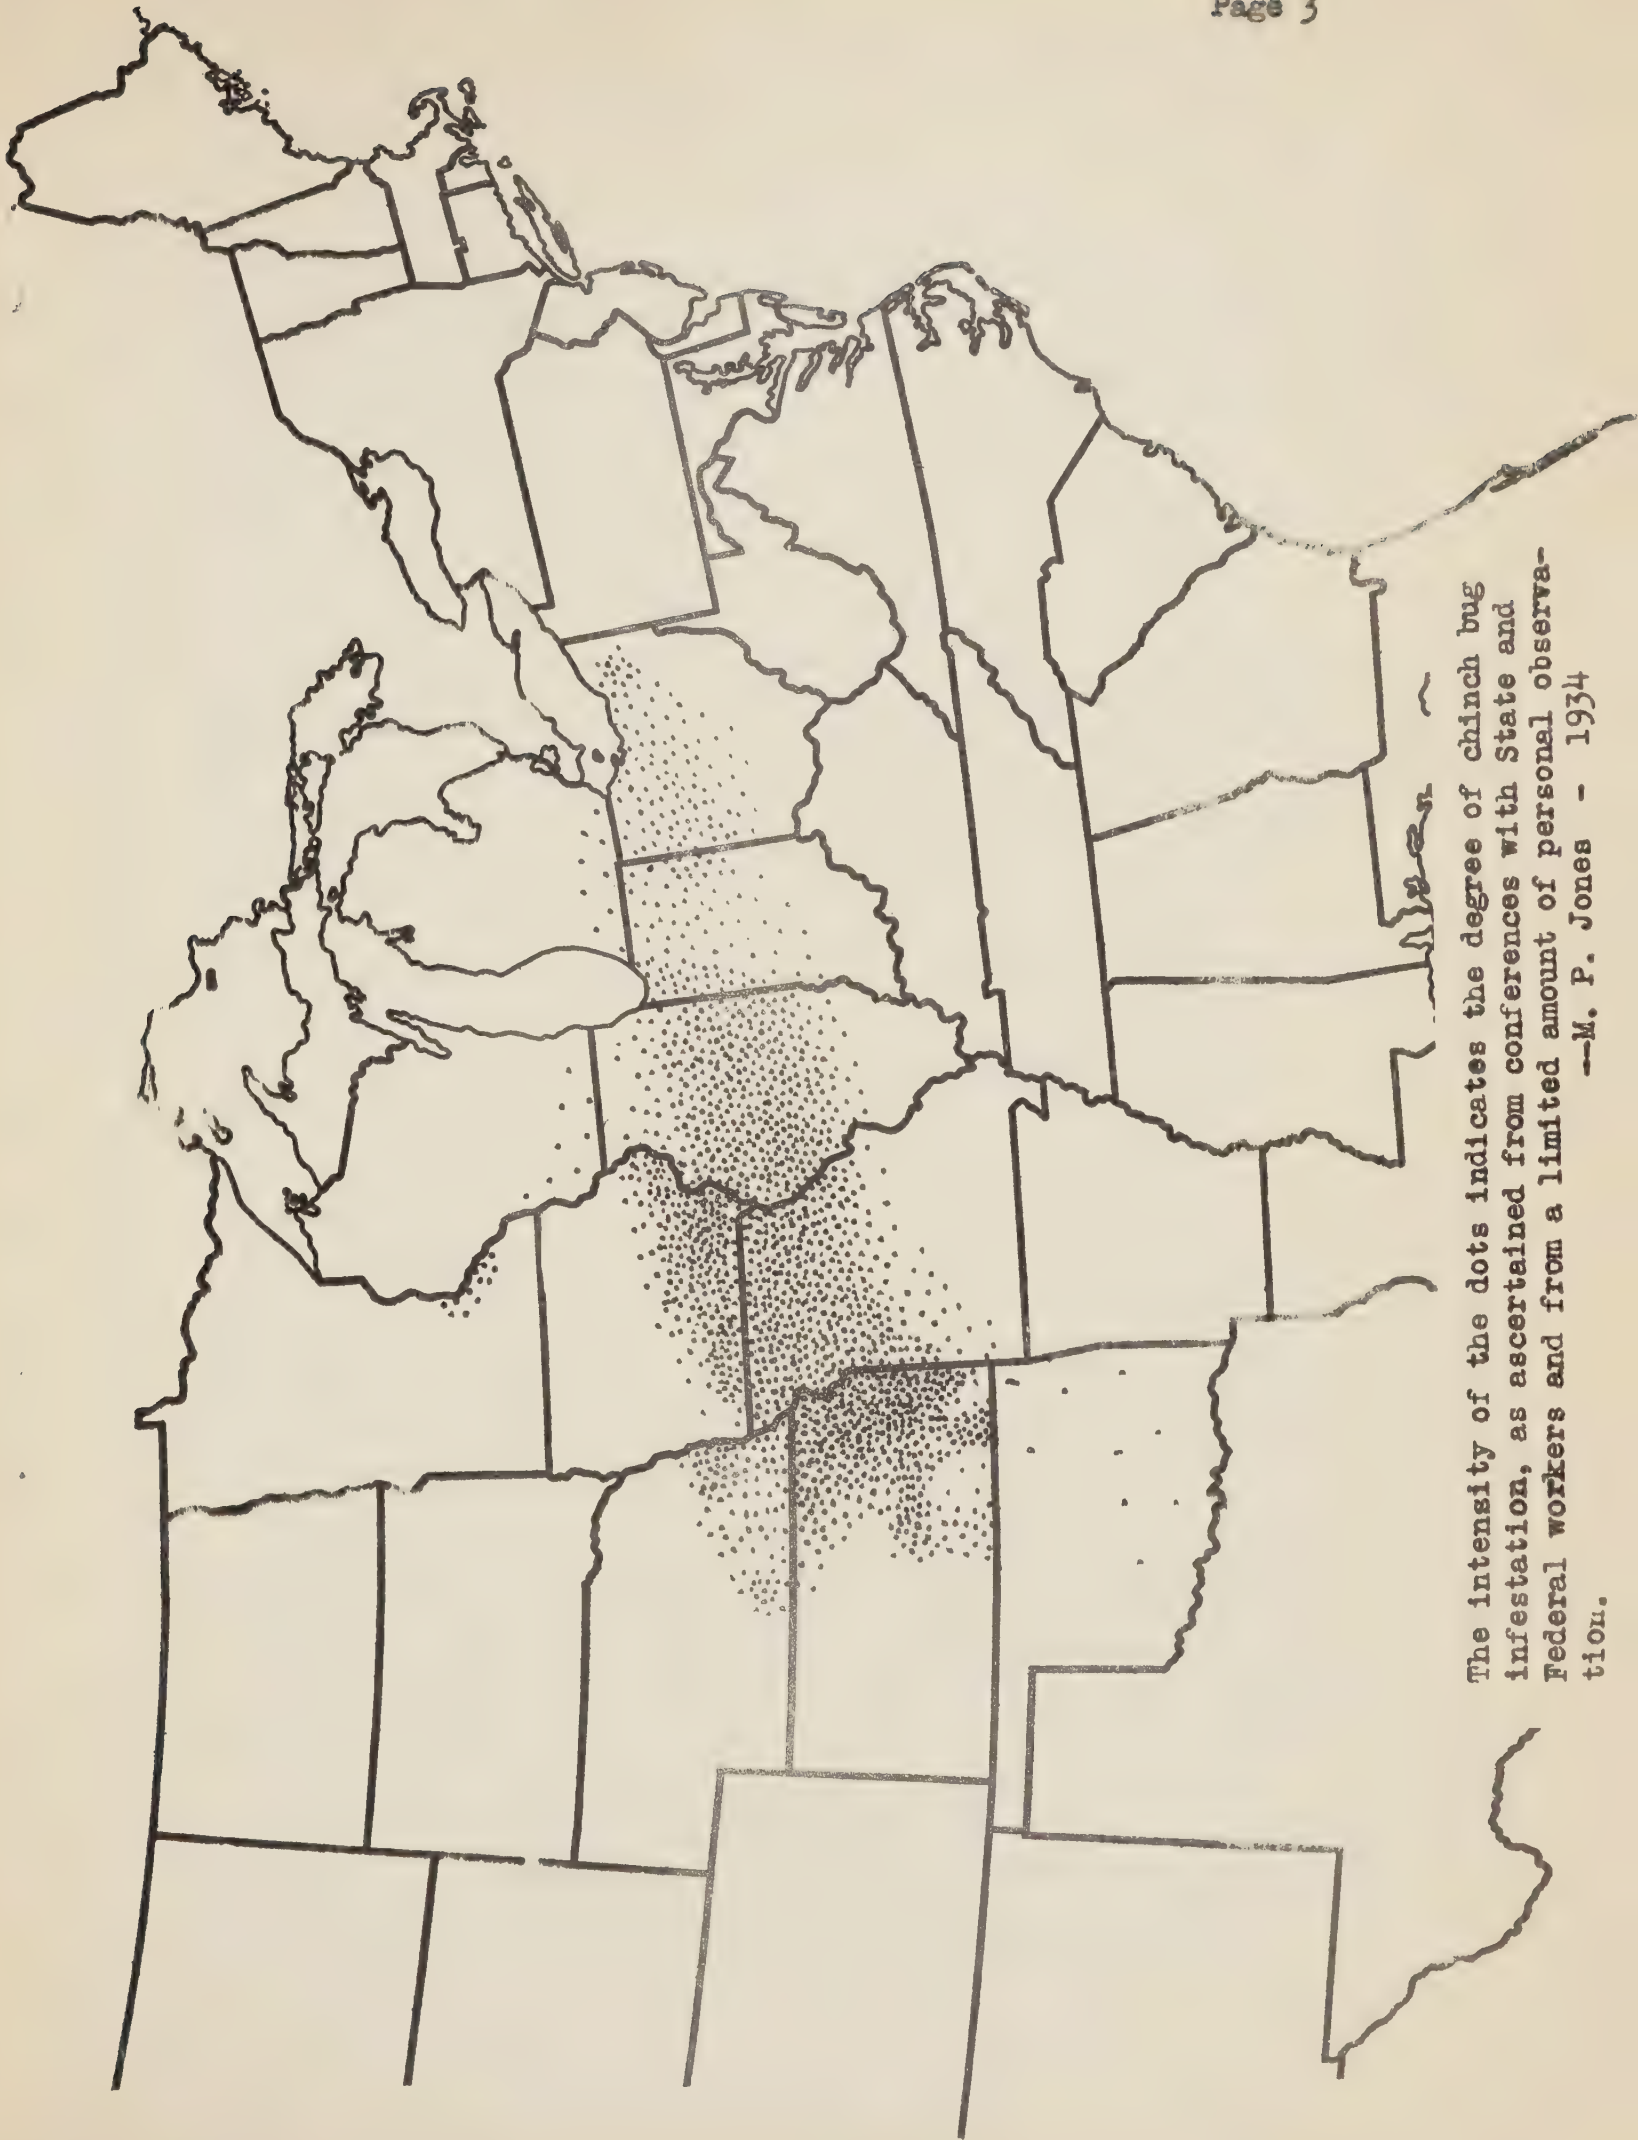 Page 3
The intensity of the dots indicates the degree of chinch bug
infestation, as ascertained from conferences with State and
Federal workers and from a limited amount of personal observa-
tion.
--M. P. Jones - 1934